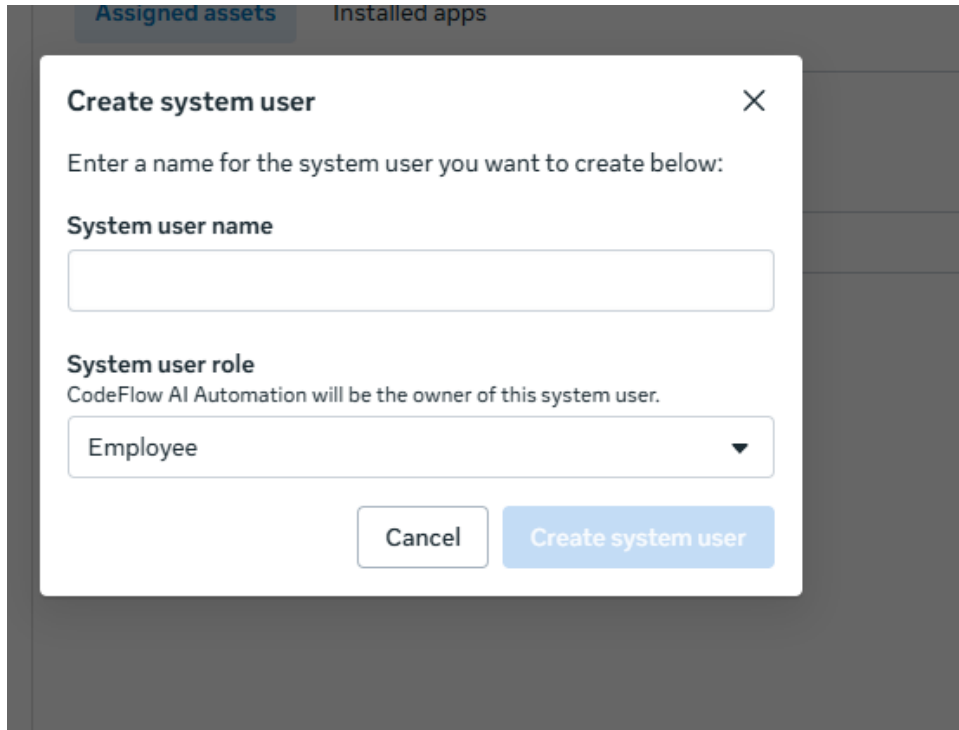 Assigned assets Installed apps
Create system user
Enter a name for the system user you want to create below:
System user name
System user role
CodeFlow AI Automation will be the owner of this system user.
Employee
Cancel Create system user